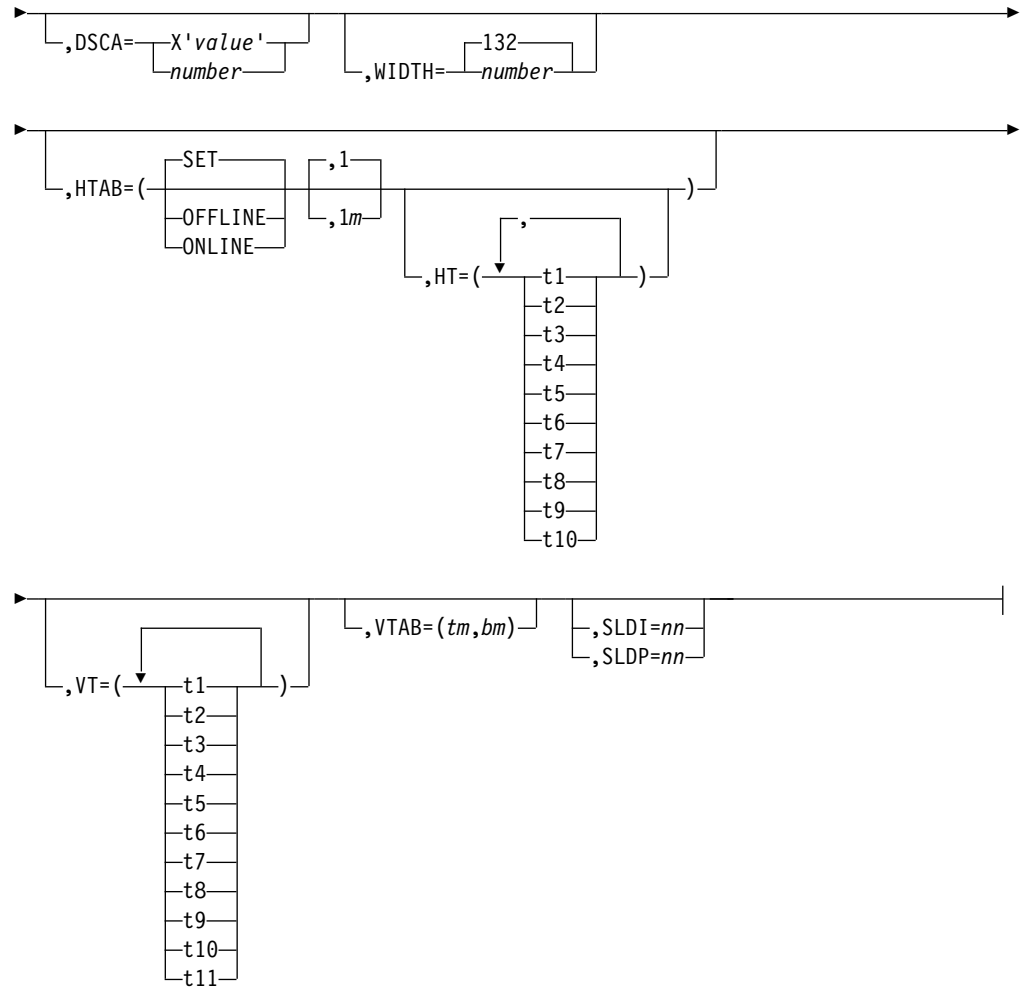 ,DSCA= X'value'
number
,WIDTH= 132
number
,HTAB=( SET
OFFLINE
ONLINE
,1
,1m
,HT=( , t1 ) )
t2
t3
t4
t5
t6
t7
t8
t9
t10
,VT=( t1 )
t2
t3
t4
t5
t6
t7
t8
t9
t10
t11
,VTAB=(tm,bm)
,SLDI=nn
,SLDP=nn